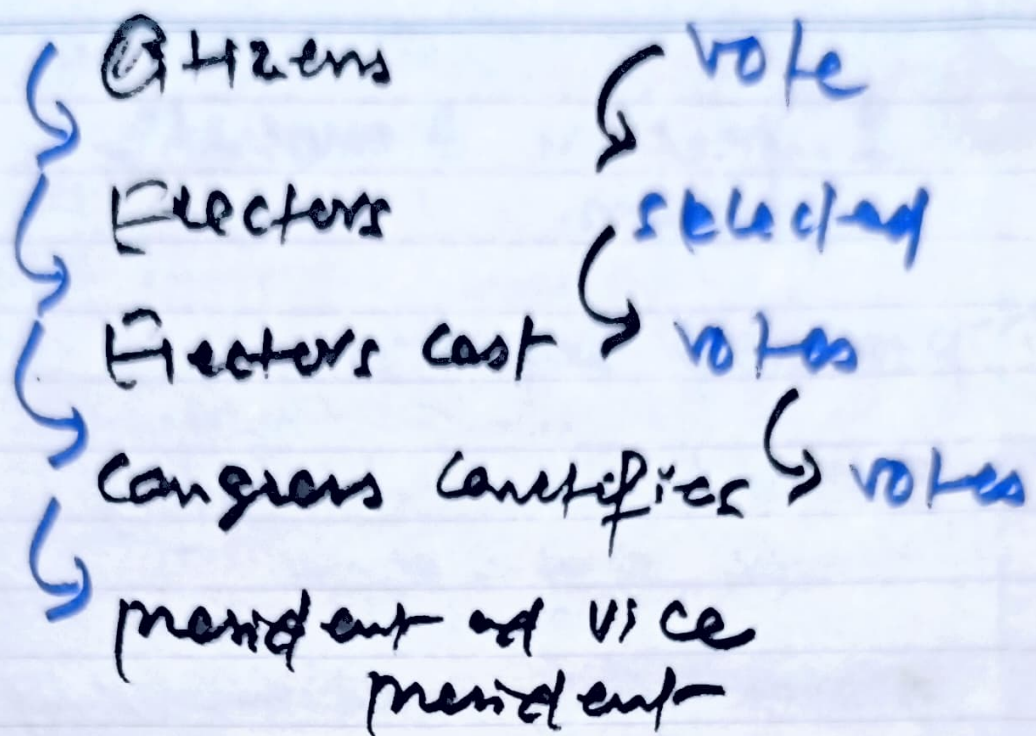 Citizens vote
Electors selected
Electors cast votes
Congress certifies votes
president and vice
president